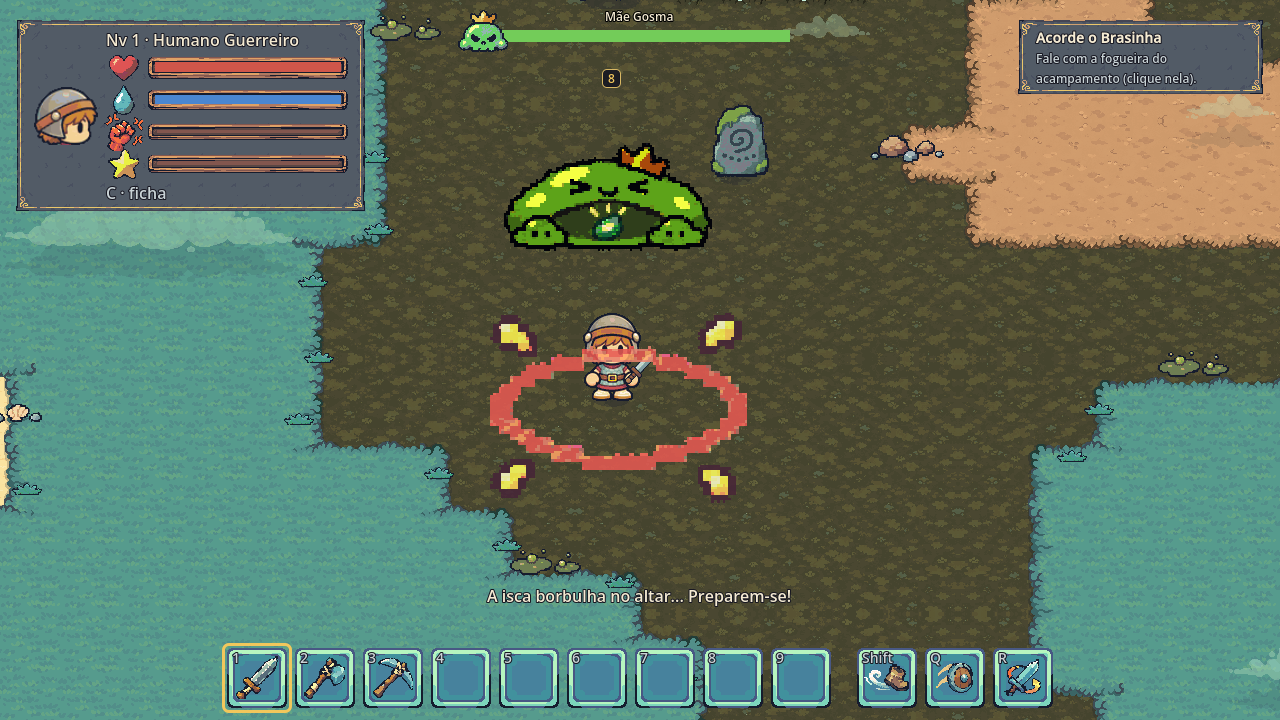 Mãe Gosma
Nv 1 · Humano Guerreiro
C · ficha
8
Acorde o Brasinha
Fale com a fogueira do
acampamento (clique nela).
A isca borbulha no altar... Preparem-se!
1 2 3 4 5 6 7 8 9 Shift Q R